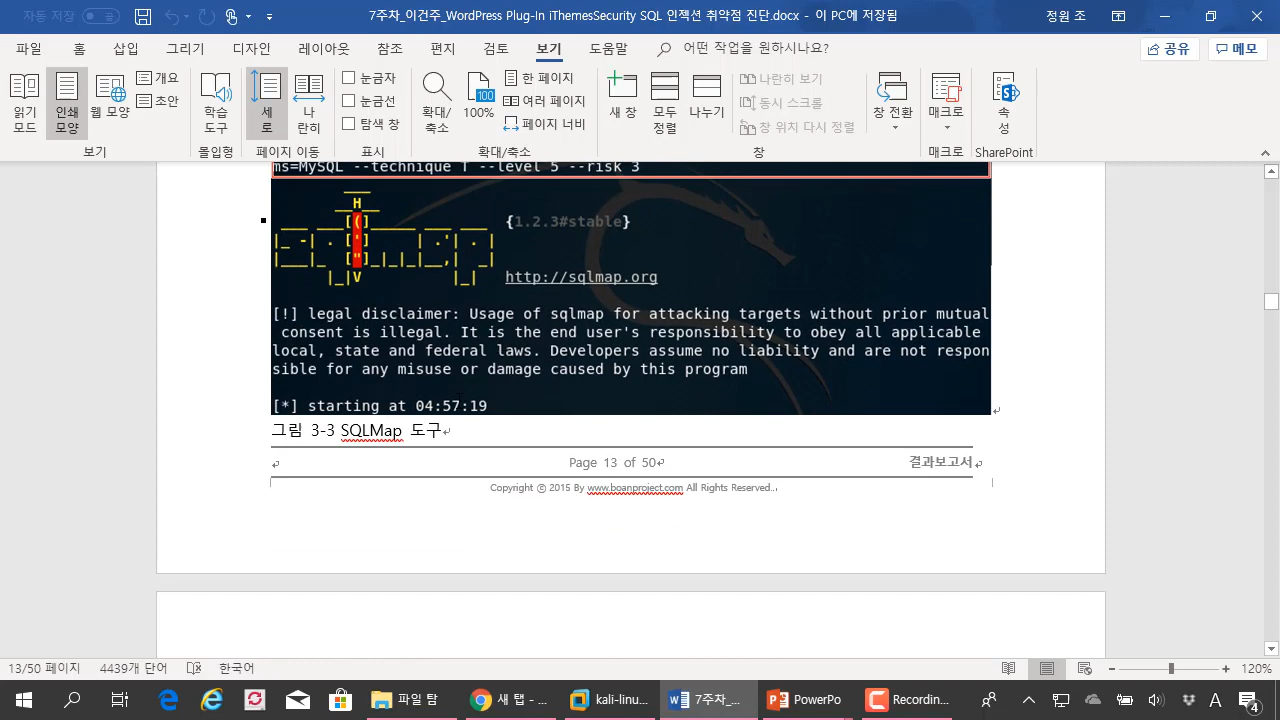 자동 저장
7주차_이건주_WordPress Plug-In iThemesSecurity SQL 인젝션 취약점 진단.docx - 이 PC에 저장됨
정원 조
파일 홈 삽입 그리기 디자인 레이아웃 참조 편지 검토 보기 도움말 어떤 작업을 원하시나요? 공유 메모
읽기 모드
인쇄 모양
웹 모양
개요
초안
학습 도구
세로
나란히
눈금자
눈금선
탐색 창
확대/축소
100
100%
한 페이지
여러 페이지
페이지 너비
새 창
모두 정렬
나누기
나란히 보기
동시 스크롤
창 위치 다시 정렬
창 전환
매크로
속성
보기 몰입형 페이지 이동 표시 확대/축소 창 매크로 SharePoint
ms=MySQL --technique T --level 5 --risk 3
{1.2.3#stable}
http://sqlmap.org
[!] legal disclaimer: Usage of sqlmap for attacking targets without prior mutual
consent is illegal. It is the end user's responsibility to obey all applicable
local, state and federal laws. Developers assume no liability and are not respon
sible for any misuse or damage caused by this program
[*] starting at 04:57:19
그림 3-3 SQLMap 도구
Page 13 of 50
결과보고서
Copyright ⓒ 2015 By www.boanproject.com All Rights Reserved..
13/50 페이지 4439개 단어 한국어 120%
파일 탐 새 탭 - ... kali-linu... 7주차_... PowerPo Recordin... A 4